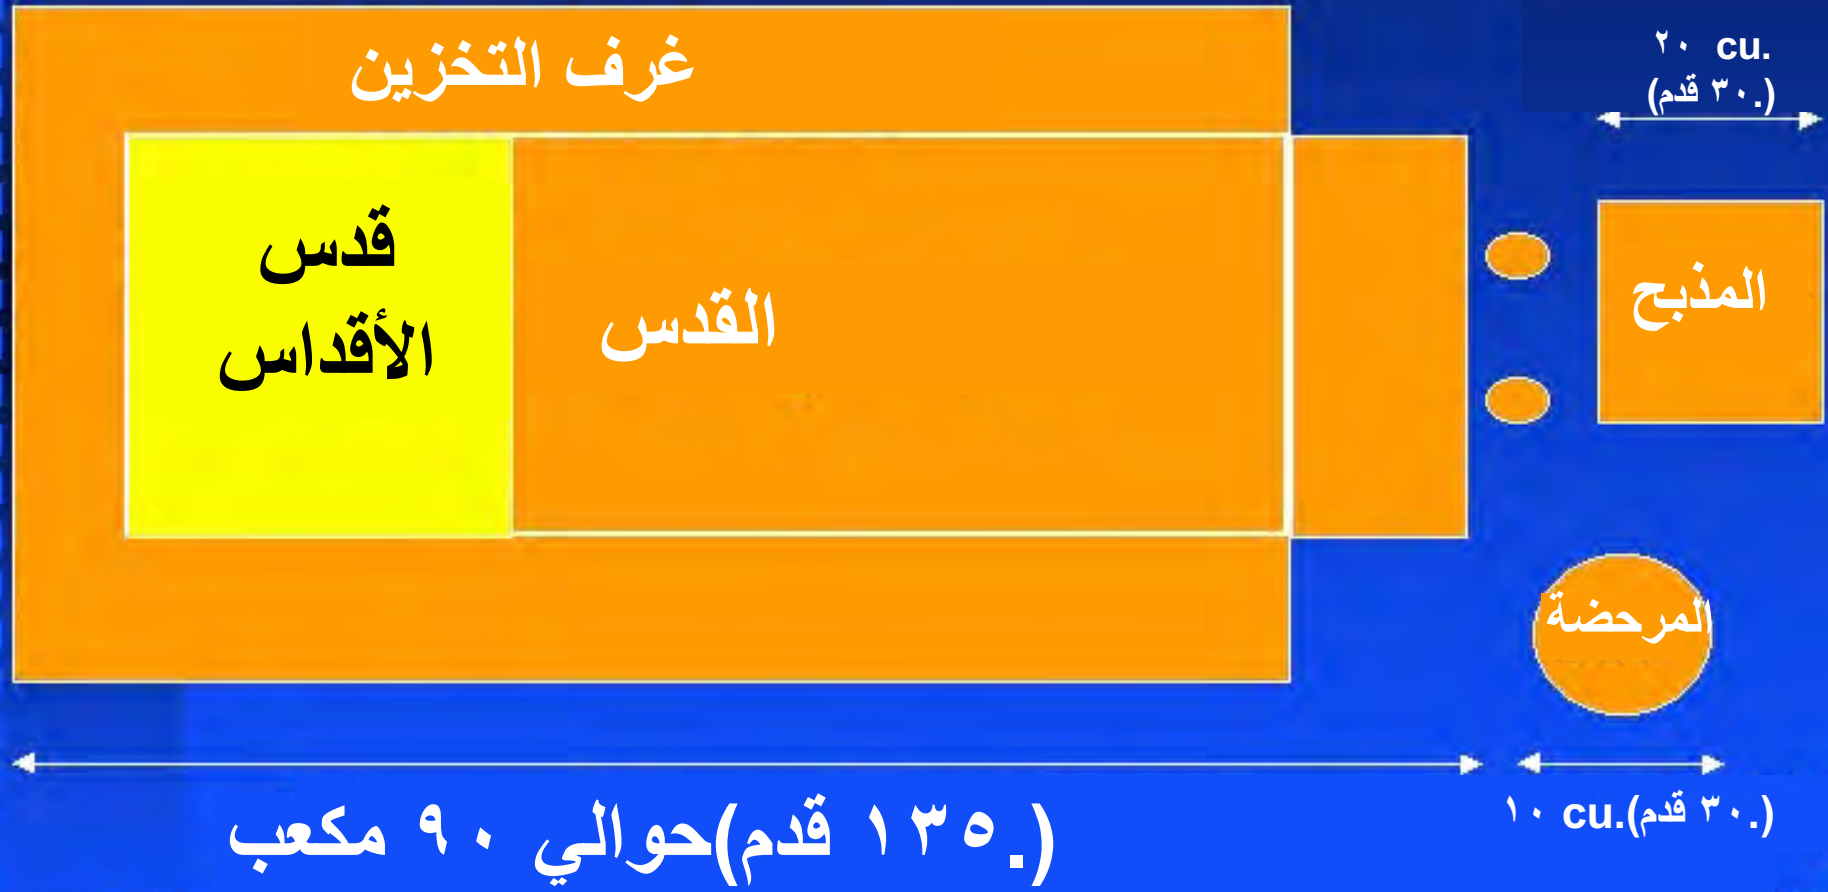 غرف التخزين
٢٠ cu.
(٣٠ قدم.)
قدس
الأقداس
القدس
المذبح
المرحضة
(.١٣٥ قدم)حوالي ٩٠ مكعب
١٠ cu.(٣٠ قدم.)